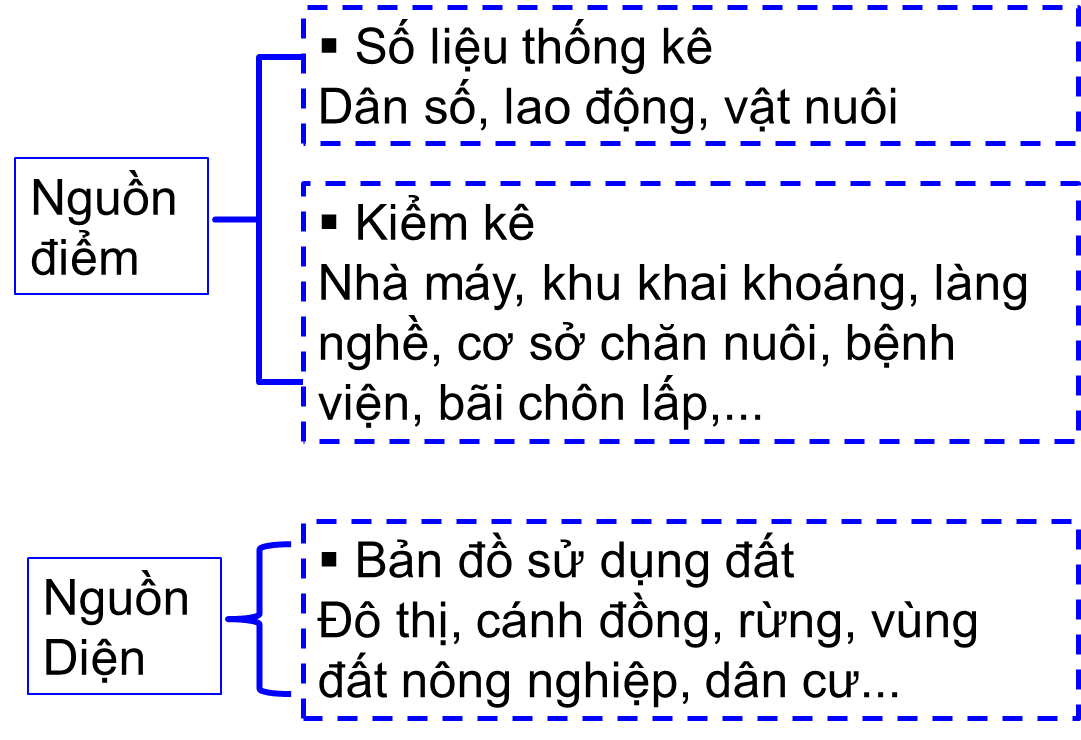 Nguồn
điểm
▪ Số liệu thống kê
Dân số, lao động, vật nuôi
▪ Kiểm kê
Nhà máy, khu khai khoáng, làng
nghề, cơ sở chăn nuôi, bệnh
viện, bãi chôn lấp,...
Nguồn
Diện
▪ Bản đồ sử dụng đất
Đô thị, cánh đồng, rừng, vùng
đất nông nghiệp, dân cư...